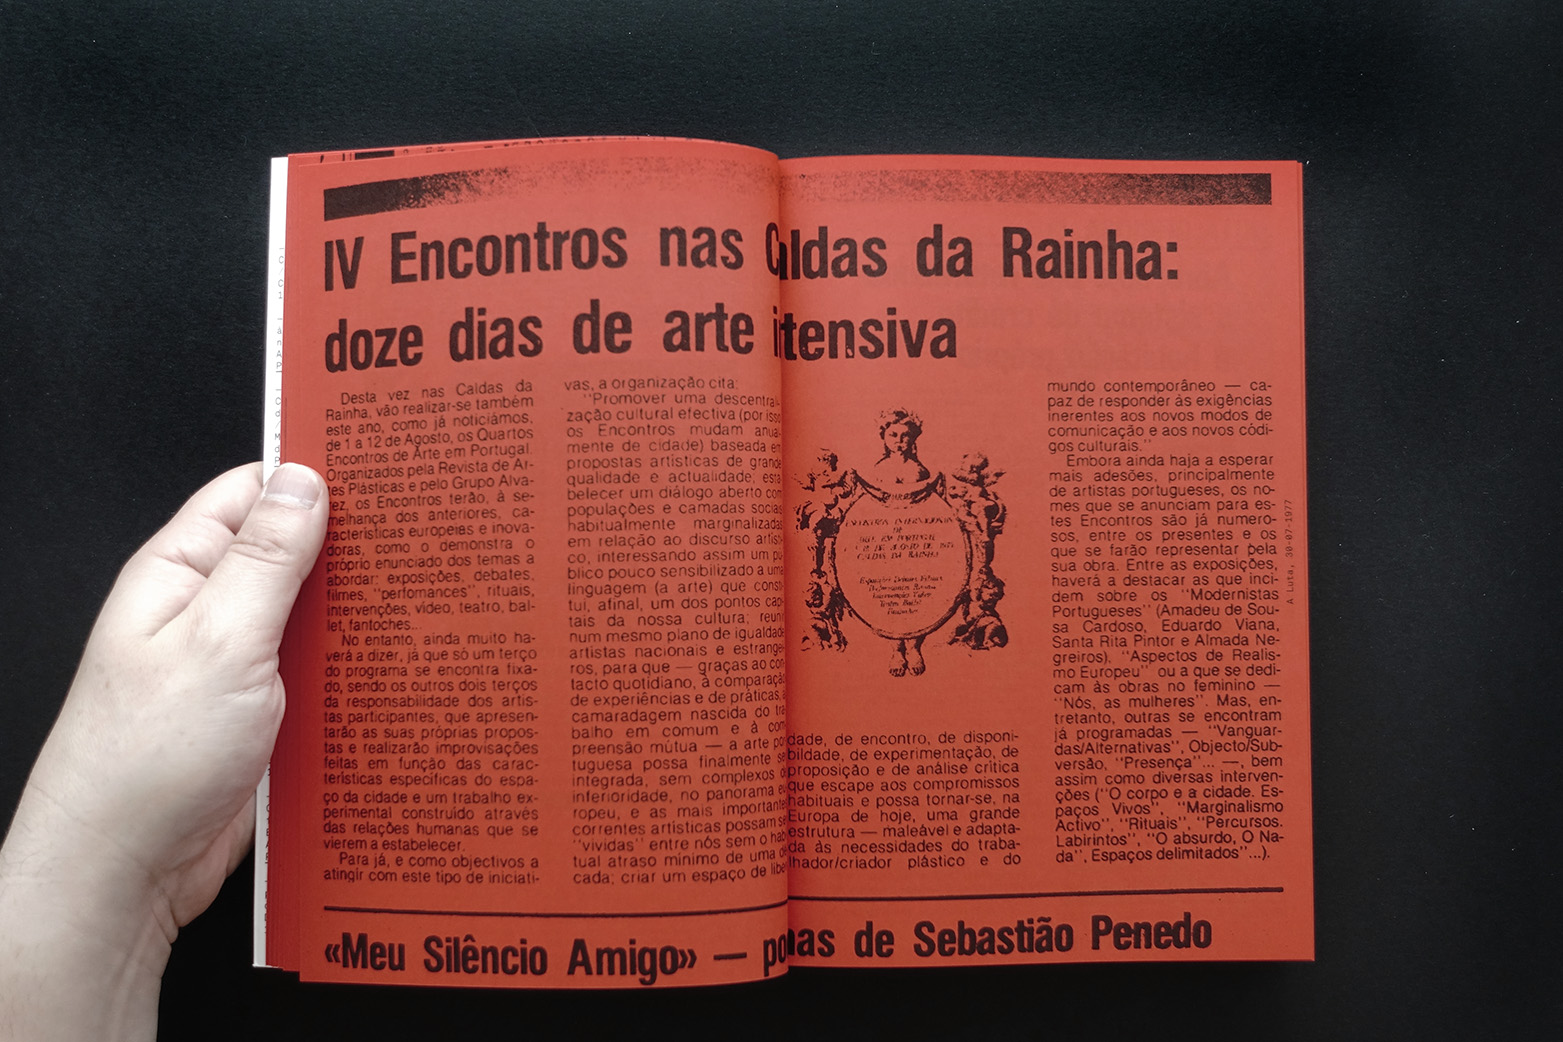 IV Encontros nas Caldas da Rainha:
doze dias de arte intensiva
Desta vez nas Caldas da
Rainha, vão realizar-se também
este ano, como já noticiámos,
de 1 a 12 de Agosto, os Quartos
Encontros de Arte em Portugal.
Organizados pela Revista de Ar-
tes Plásticas e pelo Grupo Alva-
rez, os Encontros terão, à se-
melhança dos anteriores, ca-
racterísticas europeies e inova-
doras, como o demonstra o
próprio enunciado dos temas a
abordar: exposições, debates,
filmes, "perfomances", rituais,
intervenções, vídeo, teatro, bal-
let, fantoches...
No entanto, ainda muito ha-
verá a dizer, já que só um terço
do programa se encontra fixa-
do, sendo os outros dois terços
da responsabilidade dos artis-
tas participantes, que apresen-
tarão as suas próprias propos-
tas e realizarão improvisações
feitas em função das carac-
terísticas específicas do espa-
ço da cidade e um trabalho ex-
perimental construído através
das relações humanas que se
vierem a estabelecer.
Para já, e como objectivos a
atingir com este tipo de iniciati-
vas, a organização cita:
"Promover uma descentrali-
zação cultural efectiva (por isso
os Encontros mudam anual-
mente de cidade) baseada em
propostas artísticas de grande
qualidade e actualidade, esta-
belecer um diálogo aberto com
populações e camadas sociais
habitualmente marginalizadas
em relação ao discurso artísti-
co, interessando assim um pú-
blico pouco sensibilizado a uma
linguagem (a arte) que consti-
tui, afinal, um dos pontos capi-
tais da nossa cultura; reunir
num mesmo plano de igualdade
artistas nacionais e estrangei-
ros, para que — graças ao con-
tacto quotidiano, à comparação
de experiências e de práticas, à
camaradagem nascida do tra-
balho em comum e à com-
preensão mútua — a arte por-
tuguesa possa finalmente ser
integrada, sem complexos de
inferioridade, no panorama eu-
ropeu, e as mais importantes
correntes artísticas possam ser
"vividas" entre nós sem o habi-
tual atraso mínimo de uma dé-
cada; criar um espaço de liber-
dade, de encontro, de disponi-
bilidade, de experimentação, de
proposição e de análise crítica
que escape aos compromissos
habituais e possa tornar-se, na
Europa de hoje, uma grande
estrutura — maleável e adapta-
da às necessidades do traba-
lhador/criador plástico e do
mundo contemporâneo — ca-
paz de responder às exigências
inerentes aos novos modos de
comunicação e aos novos códi-
gos culturais."
Embora ainda haja a esperar
mais adesões, principalmente
de artistas portugueses, os no-
mes que se anunciam para es-
tes Encontros são já numero-
sos, entre os presentes e os
que se farão representar pela
sua obra. Entre as exposições,
haverá a destacar as que inci-
dem sobre os "Modernistas
Portugueses" (Amadeu de Sou-
sa Cardoso, Eduardo Viana,
Santa Rita Pintor e Almada Ne-
greiros), "Aspectos de Realis-
mo Europeu" ou a que se dedi-
cam às obras no feminino —
"Nós, as mulheres". Mas, en-
tretanto, outras se encontram
já programadas — "Vanguar-
das/Alternativas", Objecto/Sub-
versão, "Presença"... —, bem
assim como diversas interven-
ções ("O corpo e a cidade. Es-
paços Vivos", "Marginalismo
Activo", "Rituais", "Percursos.
Labirintos", "O absurdo, O Na-
da", Espaços delimitados"...).
A Luta, 30-07-1977
«Meu Silêncio Amigo» — poemas de Sebastião Penedo